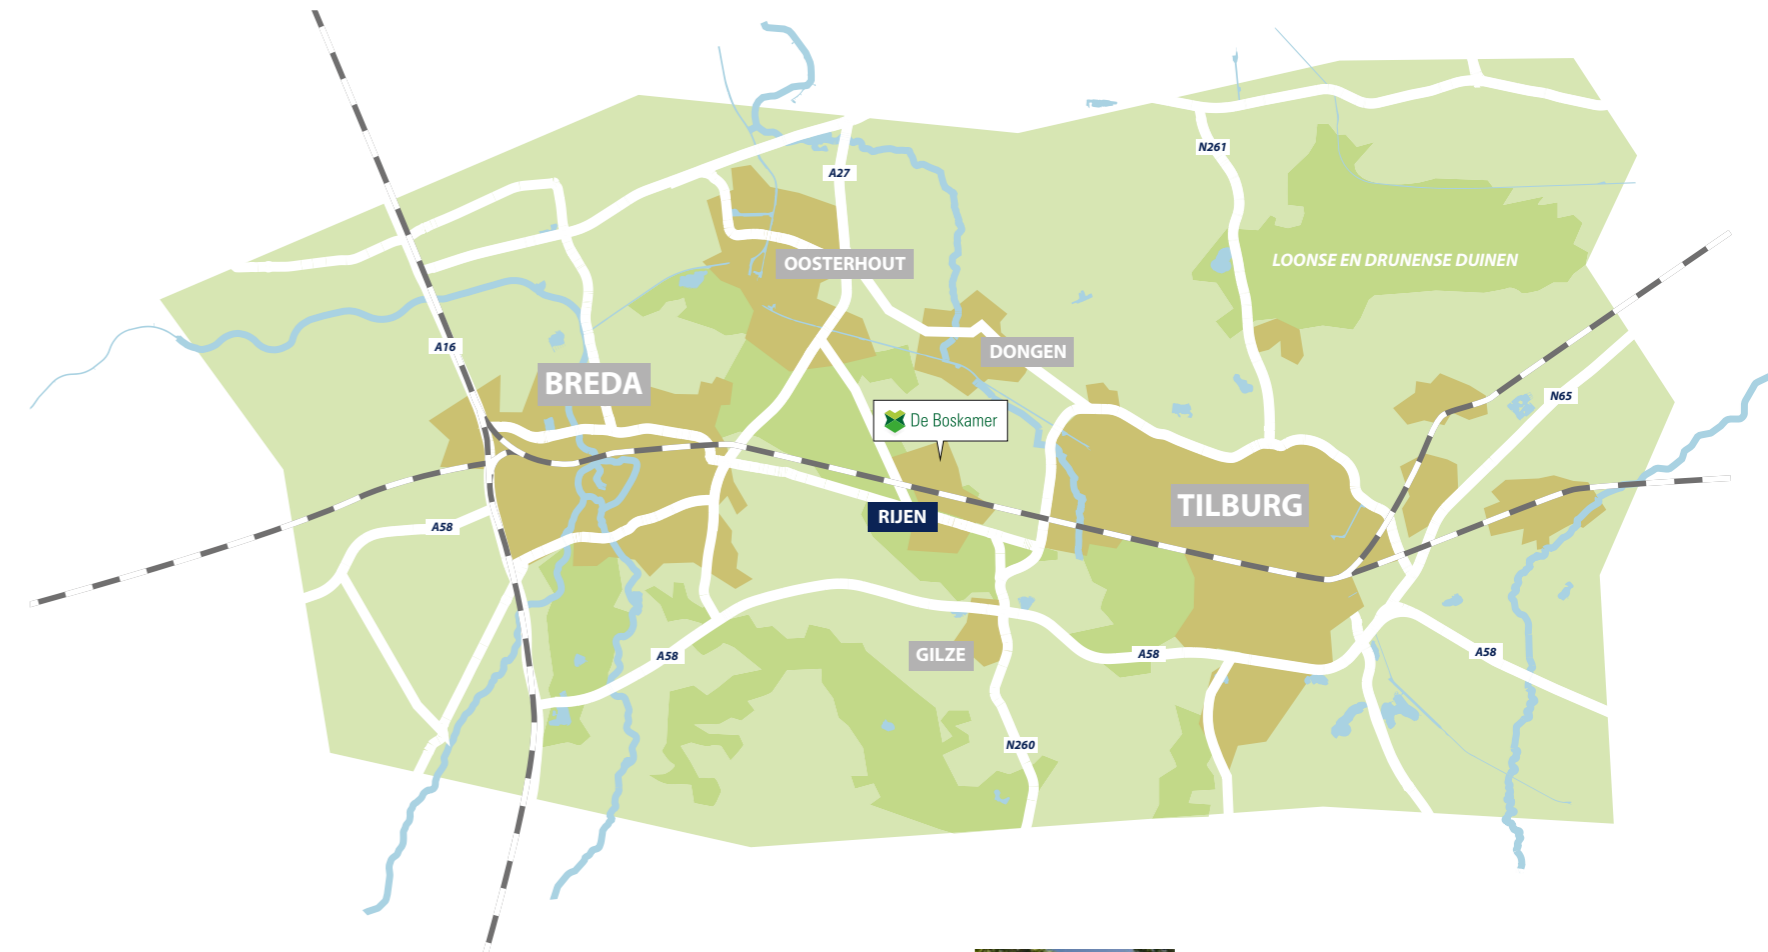 N261
A27
OOSTERHOUT
LOONSE EN DRUNENSE DUINEN
A16
DONGEN
BREDA
N65
De Boskamer
TILBURG
RIJEN
A58
GILZE
A58
A58
A58
N260